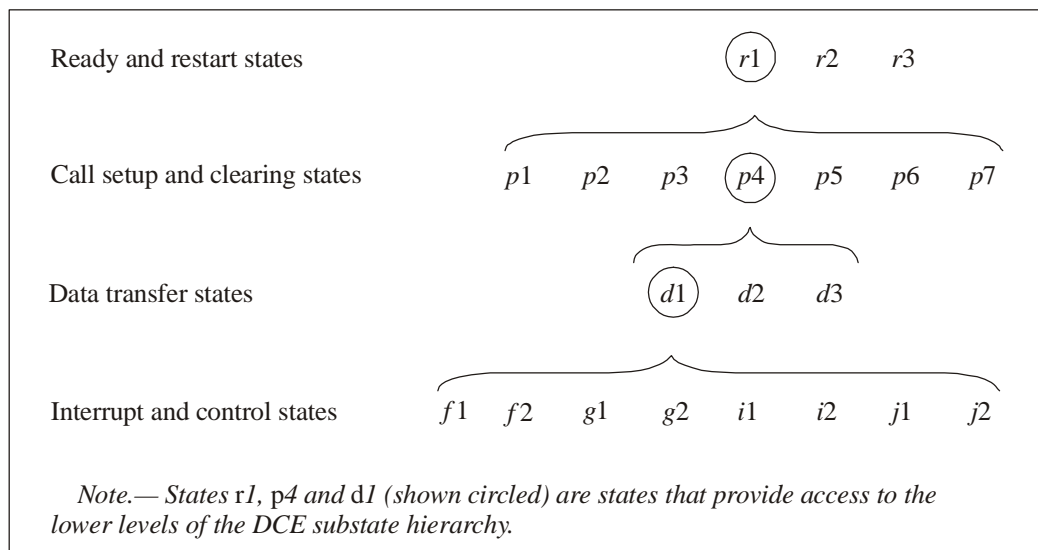 Ready and restart states r1 r2 r3
Call setup and clearing states p1 p2 p3 p4 p5 p6 p7
Data transfer states d1 d2 d3
Interrupt and control states f1 f2 g1 g2 i1 i2 j1 j2
Note.— States r1, p4 and d1 (shown circled) are states that provide access to the
lower levels of the DCE substate hierarchy.